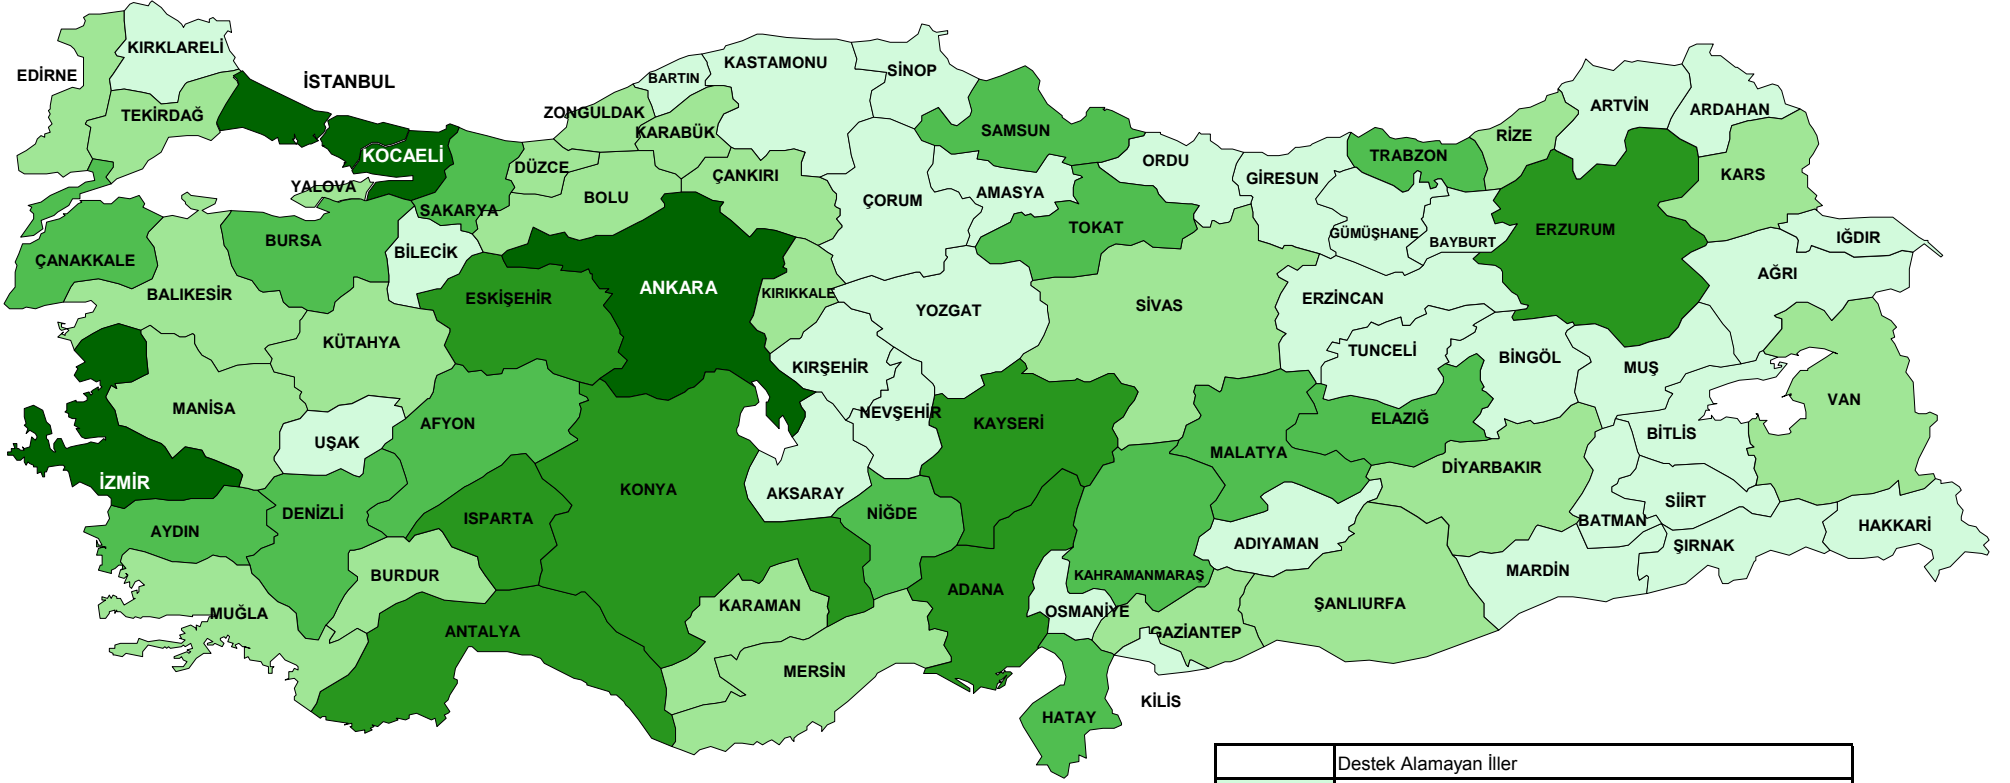 KIRKLARELİ
EDİRNE
İSTANBUL
TEKİRDAĞ
KASTAMONU
SİNOP
BARTIN
ZONGULDAK
KARABÜK
SAMSUN
ARTVİN
ARDAHAN
RİZE
KOCAELİ
DÜZCE
ÇANKIRI
ORDU
TRABZON
KARS
YALOVA
BOLU
AMASYA
GİRESUN
ÇORUM
SAKARYA
TOKAT
ERZURUM
BURSA
BİLECİK
GÜMÜŞHANE
BAYBURT
IĞDIR
ÇANAKKALE
AĞRI
BALIKESİR
ESKİŞEHİR
ANKARA
KIRIKKALE
ERZİNCAN
YOZGAT
SİVAS
KÜTAHYA
TUNCELİ
BİNGÖL
KIRŞEHİR
MUŞ
MANİSA
NEVŞEHİR
VAN
AFYON
KAYSERİ
ELAZIĞ
UŞAK
BİTLİS
MALATYA
DİYARBAKIR
İZMİR
KONYA
AKSARAY
SİİRT
DENİZLİ
ISPARTA
NİĞDE
BATMAN
HAKKARİ
AYDIN
ADIYAMAN
ŞIRNAK
BURDUR
KAHRAMANMARAŞ
MARDİN
ADANA
KARAMAN
ŞANLIURFA
MUĞLA
OSMANİYE
ANTALYA
GAZİANTEP
MERSİN
KİLİS
HATAY
Destek Alamayan İller